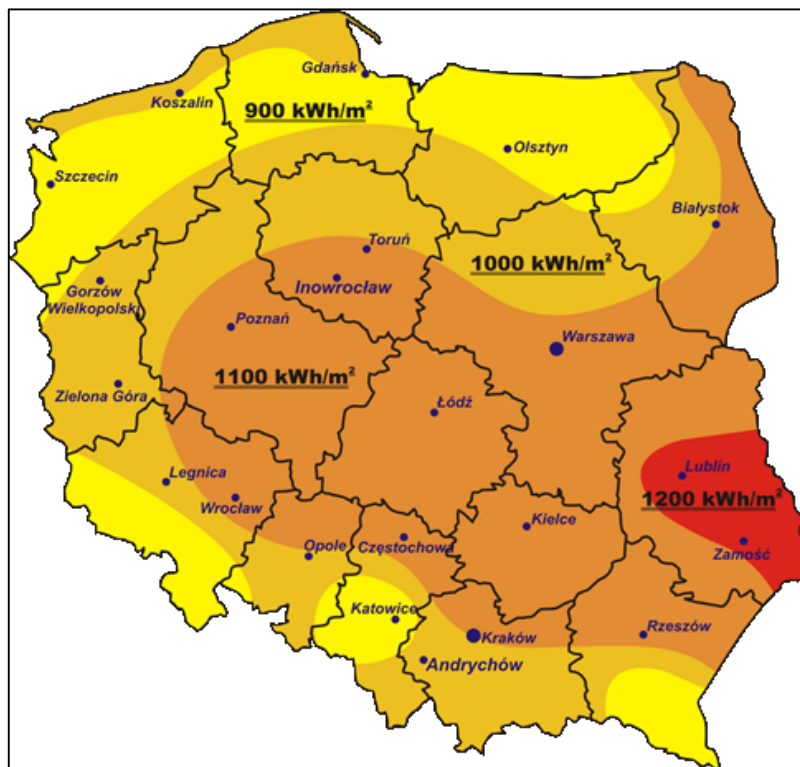 Gdańsk
Koszalin
900 kWh/m²
Olsztyn
Szczecin
Białystok
Toruń
1000 kWh/m²
Inowrocław
Gorzów
Wielkopolski
Poznań
Warszawa
1100 kWh/m²
Zielona Góra
Łódź
Legnica
Lublin
Wrocław
1200 kWh/m²
Kielce
Opole
Częstochowa
Zamość
Katowice
Kraków
Rzeszów
Andrychów